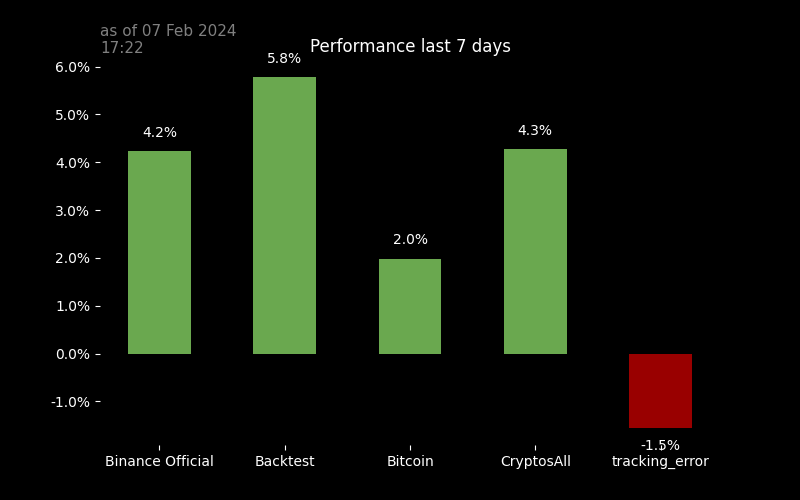 as of 07 Feb 2024
17:22
Performance last 7 days
6.0%
5.0%
4.0%
3.0%
2.0%
1.0%
0.0%
-1.0%
4.2%
5.8%
2.0%
4.3%
-1.5%
Binance Official
Backtest
Bitcoin
CryptosAll
tracking_error